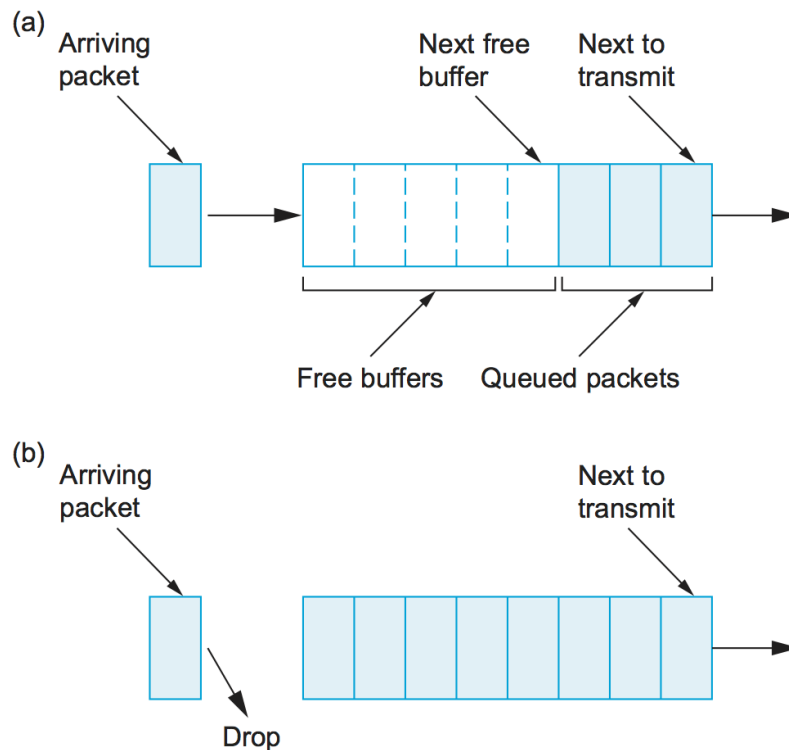 (a)
Arriving
packet
Next free
buffer
Next to
transmit
Free buffers
Queued packets
(b)
Arriving
packet
Next to
transmit
Drop